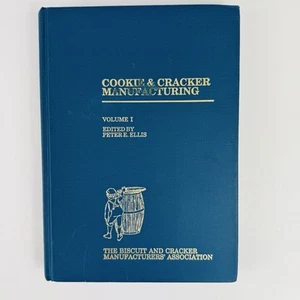 COOKIE & CRACKER
MANUFACTURING
VOLUME I
EDITED BY
PETER E. ELLIS
THE BISCUIT AND CRACKER
MANUFACTURERS' ASSOCIATION